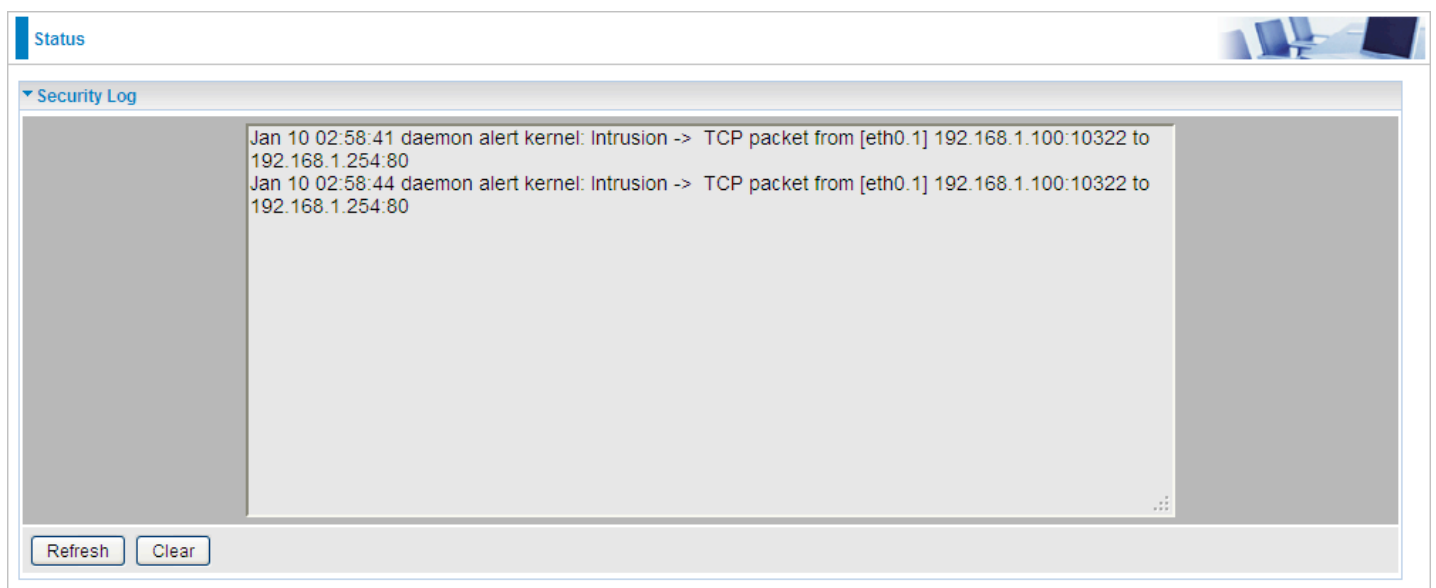 Status
Security Log
Jan 10 02:58:41 daemon alert kernel: Intrusion -> TCP packet from [eth0.1] 192.168.1.100:10322 to
192.168.1.254:80
Jan 10 02:58:44 daemon alert kernel: Intrusion -> TCP packet from [eth0.1] 192.168.1.100:10322 to
192.168.1.254:80
Refresh Clear